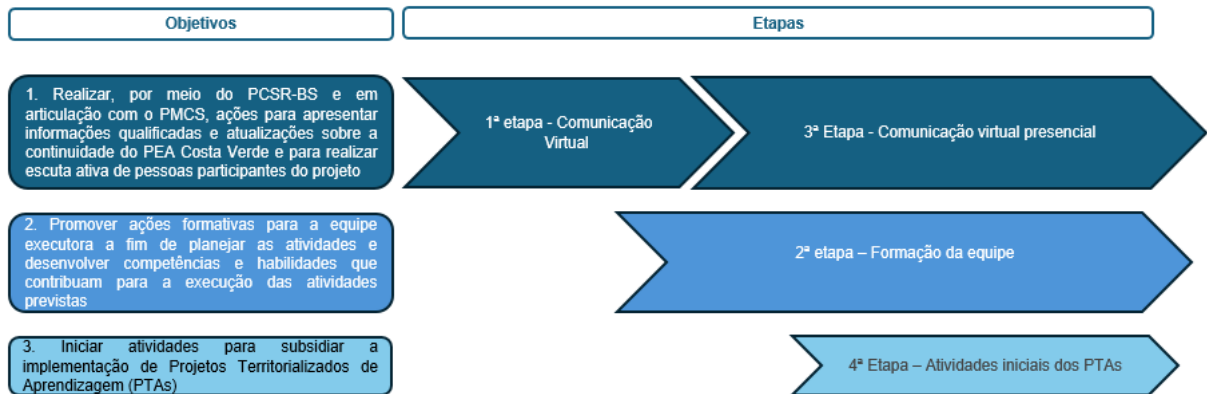 Objetivos
Etapas
1. Realizar, por meio do PCSR-BS e em
articulação com o PMCS, ações para apresentar
informações qualificadas e atualizações sobre a
continuidade do PEA Costa Verde e para realizar
escuta ativa de pessoas participantes do projeto
1ª etapa - Comunicação
Virtual
3ª Etapa - Comunicação virtual presencial
2. Promover ações formativas para a equipe
executora a fim de planejar as atividades e
desenvolver competências e habilidades que
contribuam para a execução das atividades
previstas
2ª etapa – Formação da equipe
3. Iniciar atividades para subsidiar a
implementação de Projetos Territorializados de
Aprendizagem (PTAs)
4ª Etapa – Atividades iniciais dos PTAs